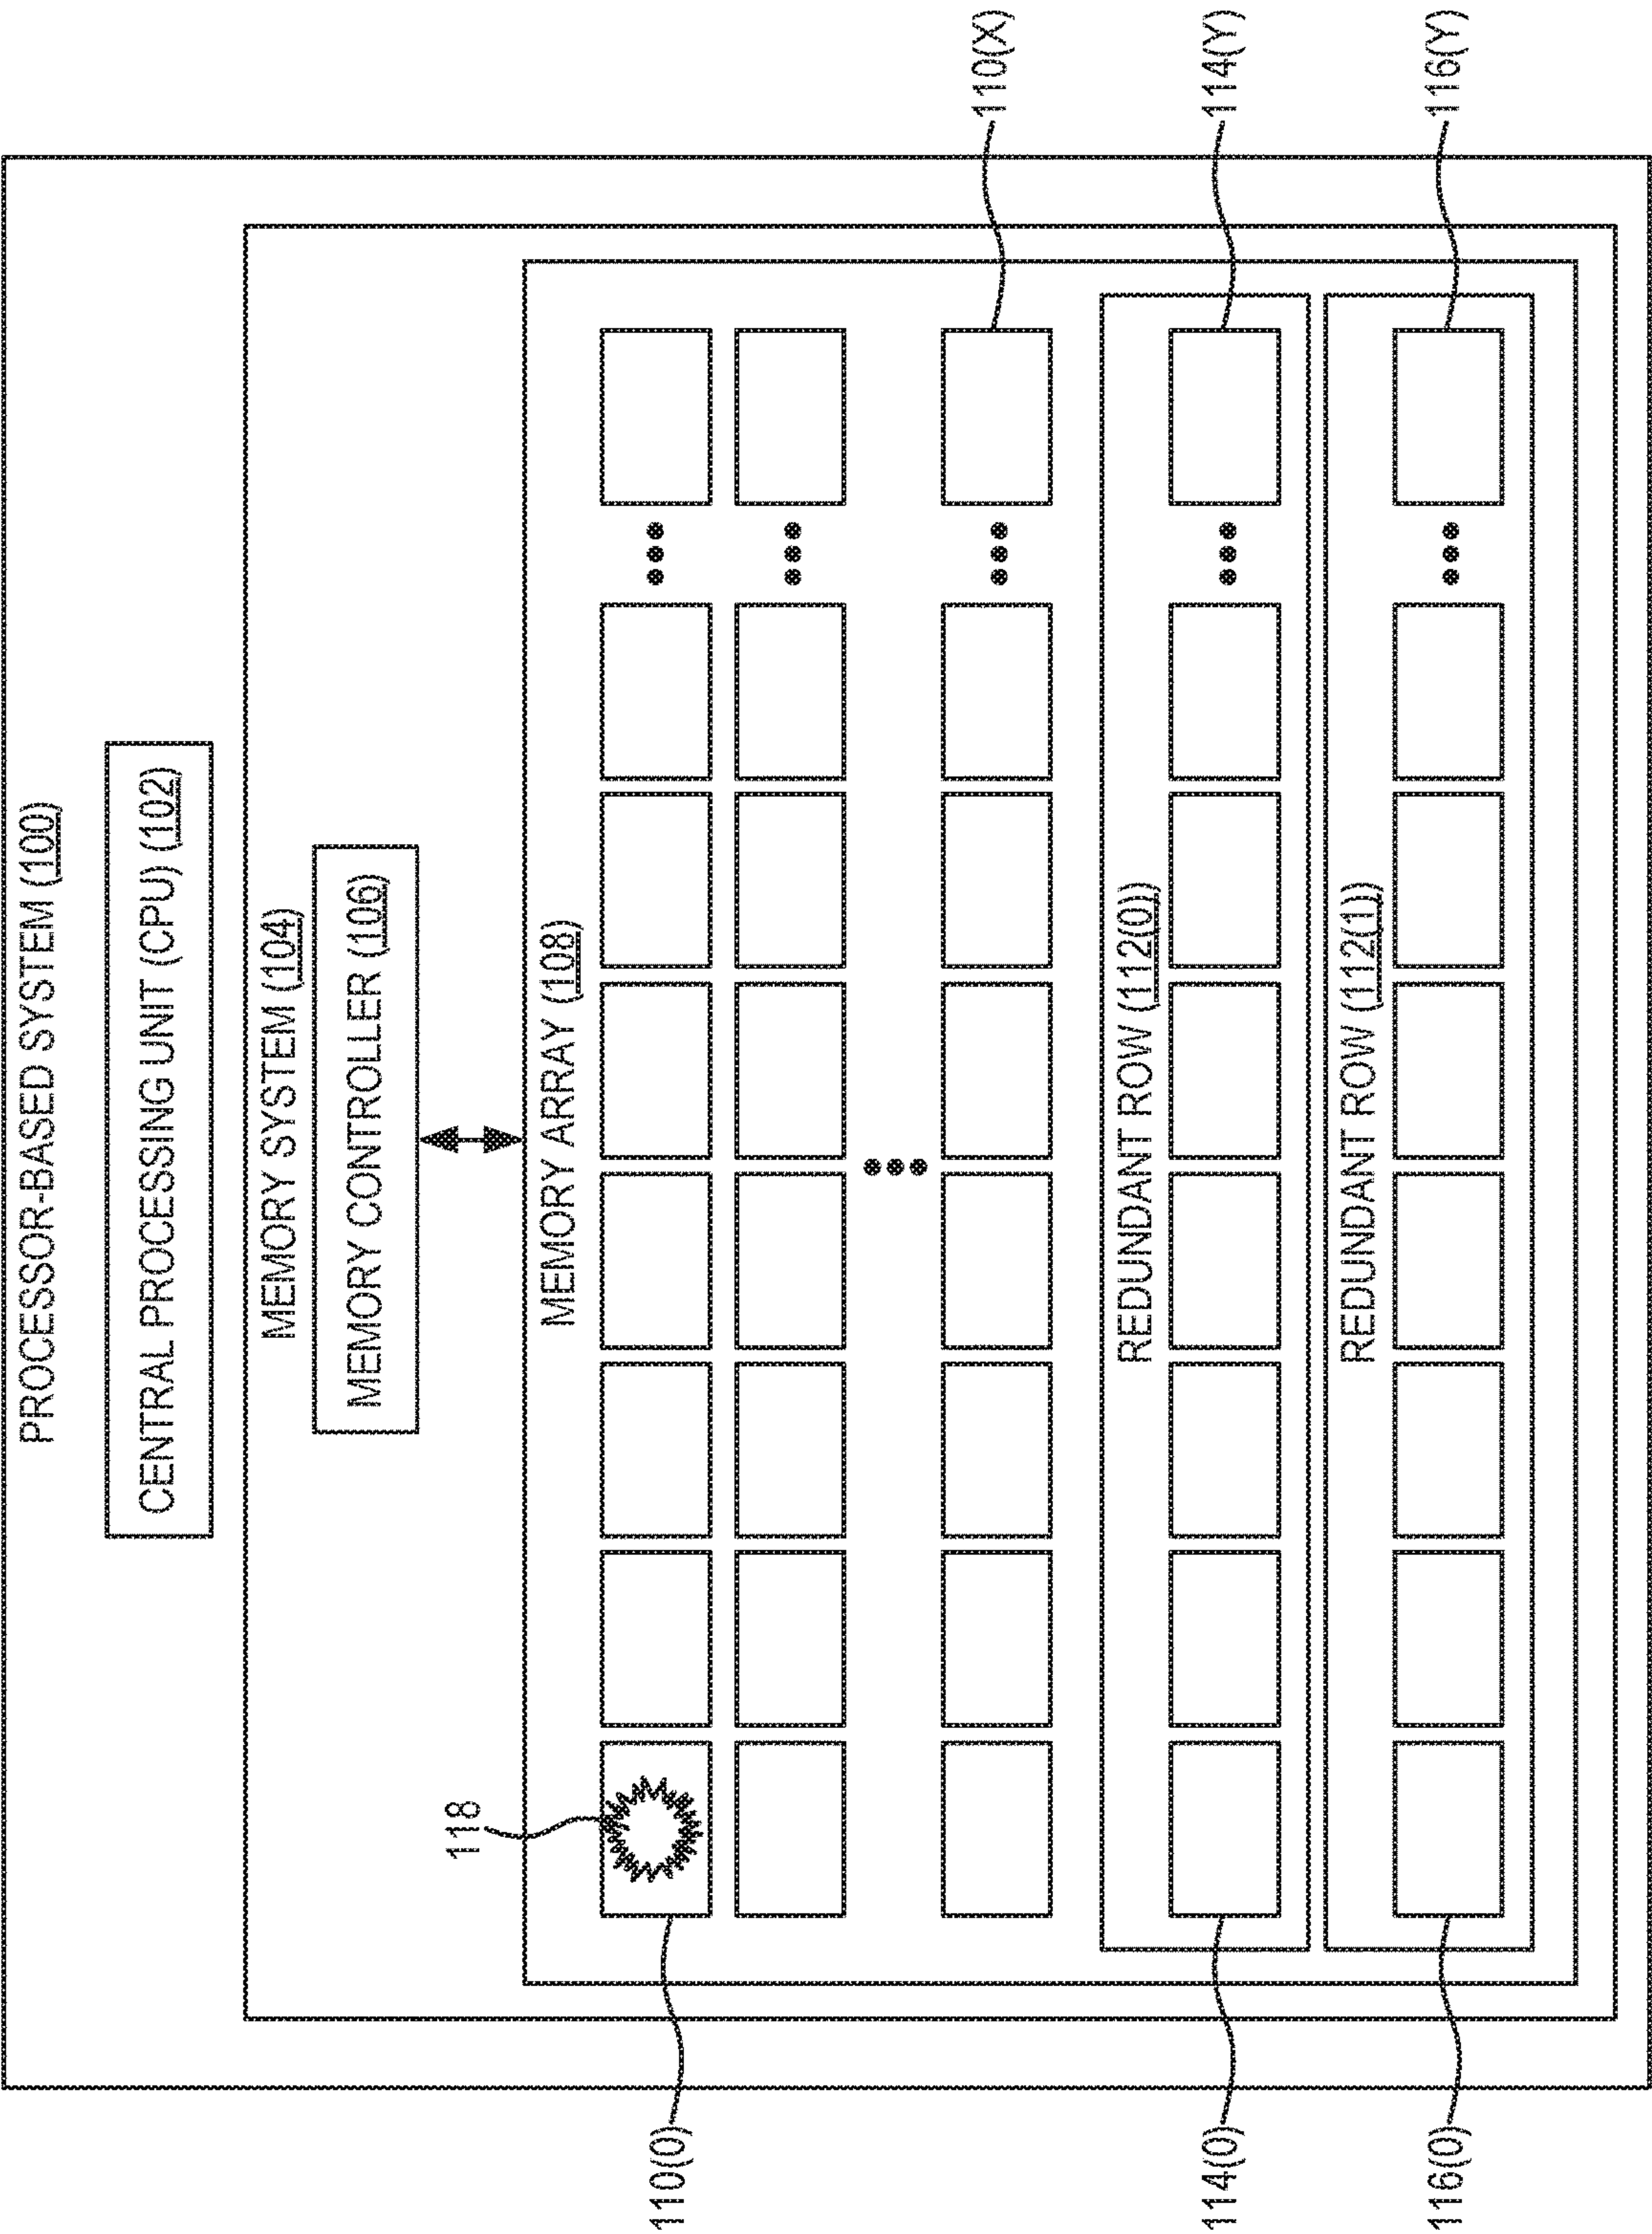 PROCESSOR-BASED SYSTEM (100)
CENTRAL PROCESSING UNIT (CPU) (102)
MEMORY SYSTEM (104)
MEMORY CONTROLLER (106)
118
MEMORY ARRAY (108)
110(0)
110(X)
REDUNDANT ROW (112(0))
114(0)
114(Y)
REDUNDANT ROW (112(1))
116(0)
116(Y)